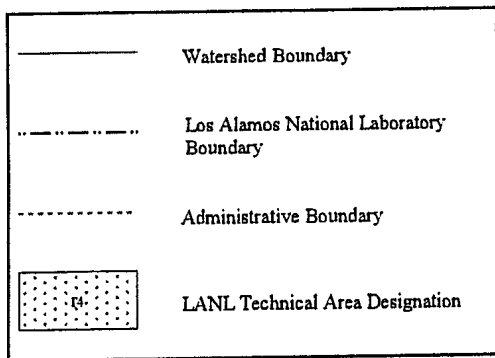 Watershed Boundary
Los Alamos National Laboratory
Boundary
Administrative Boundary
LANL Technical Area Designation